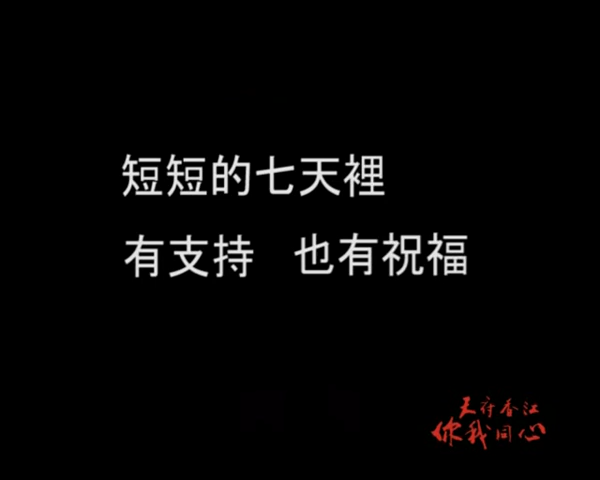 短短的七天裡
有支持 也有祝福
天府香江
你我同心